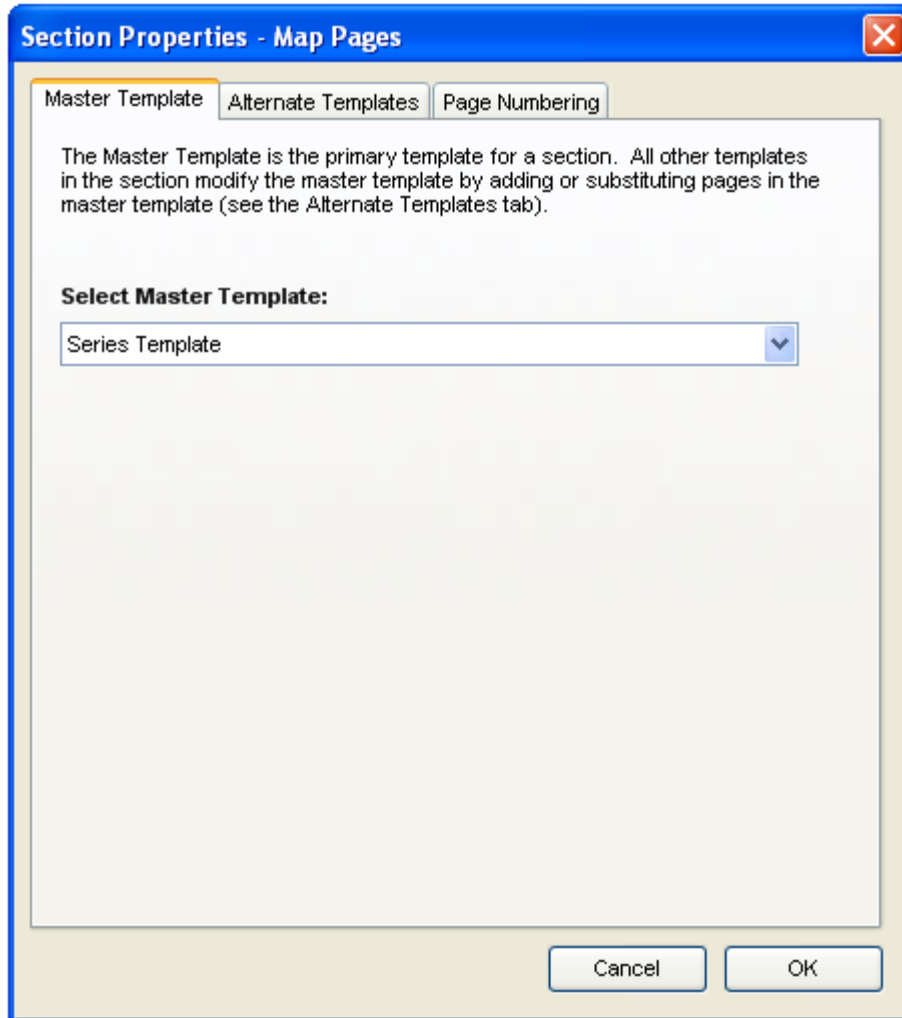 Section Properties - Map Pages
Master Template Alternate Templates Page Numbering
The Master Template is the primary template for a section. All other templates
in the section modify the master template by adding or substituting pages in the
master template (see the Alternate Templates tab).
Select Master Template:
Series Template
Cancel OK